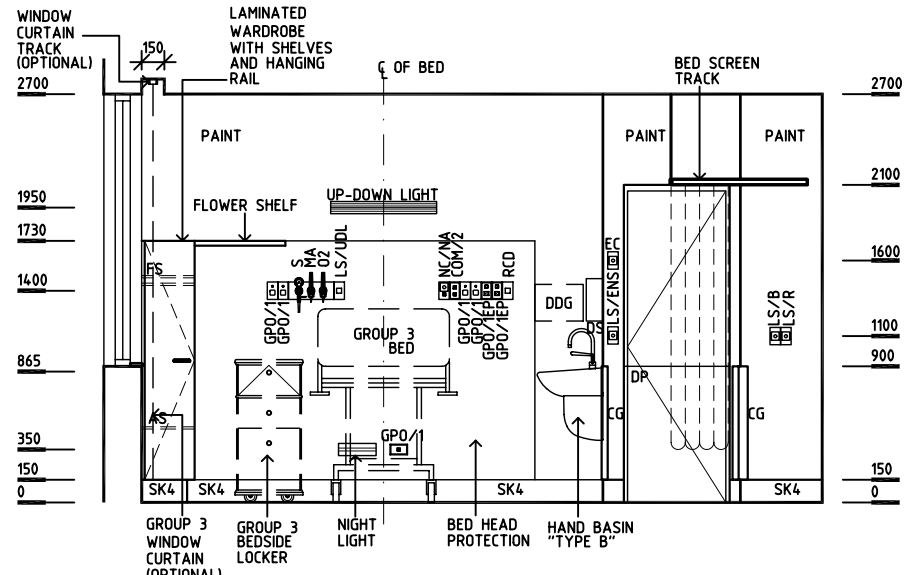 WINDOW
CURTAIN
TRACK
(OPTIONAL)
150
LAMINATED
WARDROBE
WITH SHELVES
AND HANGING
RAIL
℄ OF BED
BED SCREEN
TRACK
2700
2700
PAINT
PAINT
PAINT
2100
1950
UP-DOWN LIGHT
FLOWER SHELF
1730
1600
1400
1100
865
900
350
150
0
150
0
FS
AS
S
MA
O2
LS/UDL
GPO/1
GPO/1
NC/NA
COM/2
RCD
GPO/1
GPO/1
GPO/1EP
GPO/1EP
EC
LS/ENS
DDG
DS
LS/B
LS/R
GROUP 3
BED
DP
CG
CG
GPO/1
SK4
SK4
SK4
SK4
GROUP 3
WINDOW
CURTAIN
(OPTIONAL)
GROUP 3
BEDSIDE
LOCKER
NIGHT
LIGHT
BED HEAD
PROTECTION
HAND BASIN
"TYPE B"